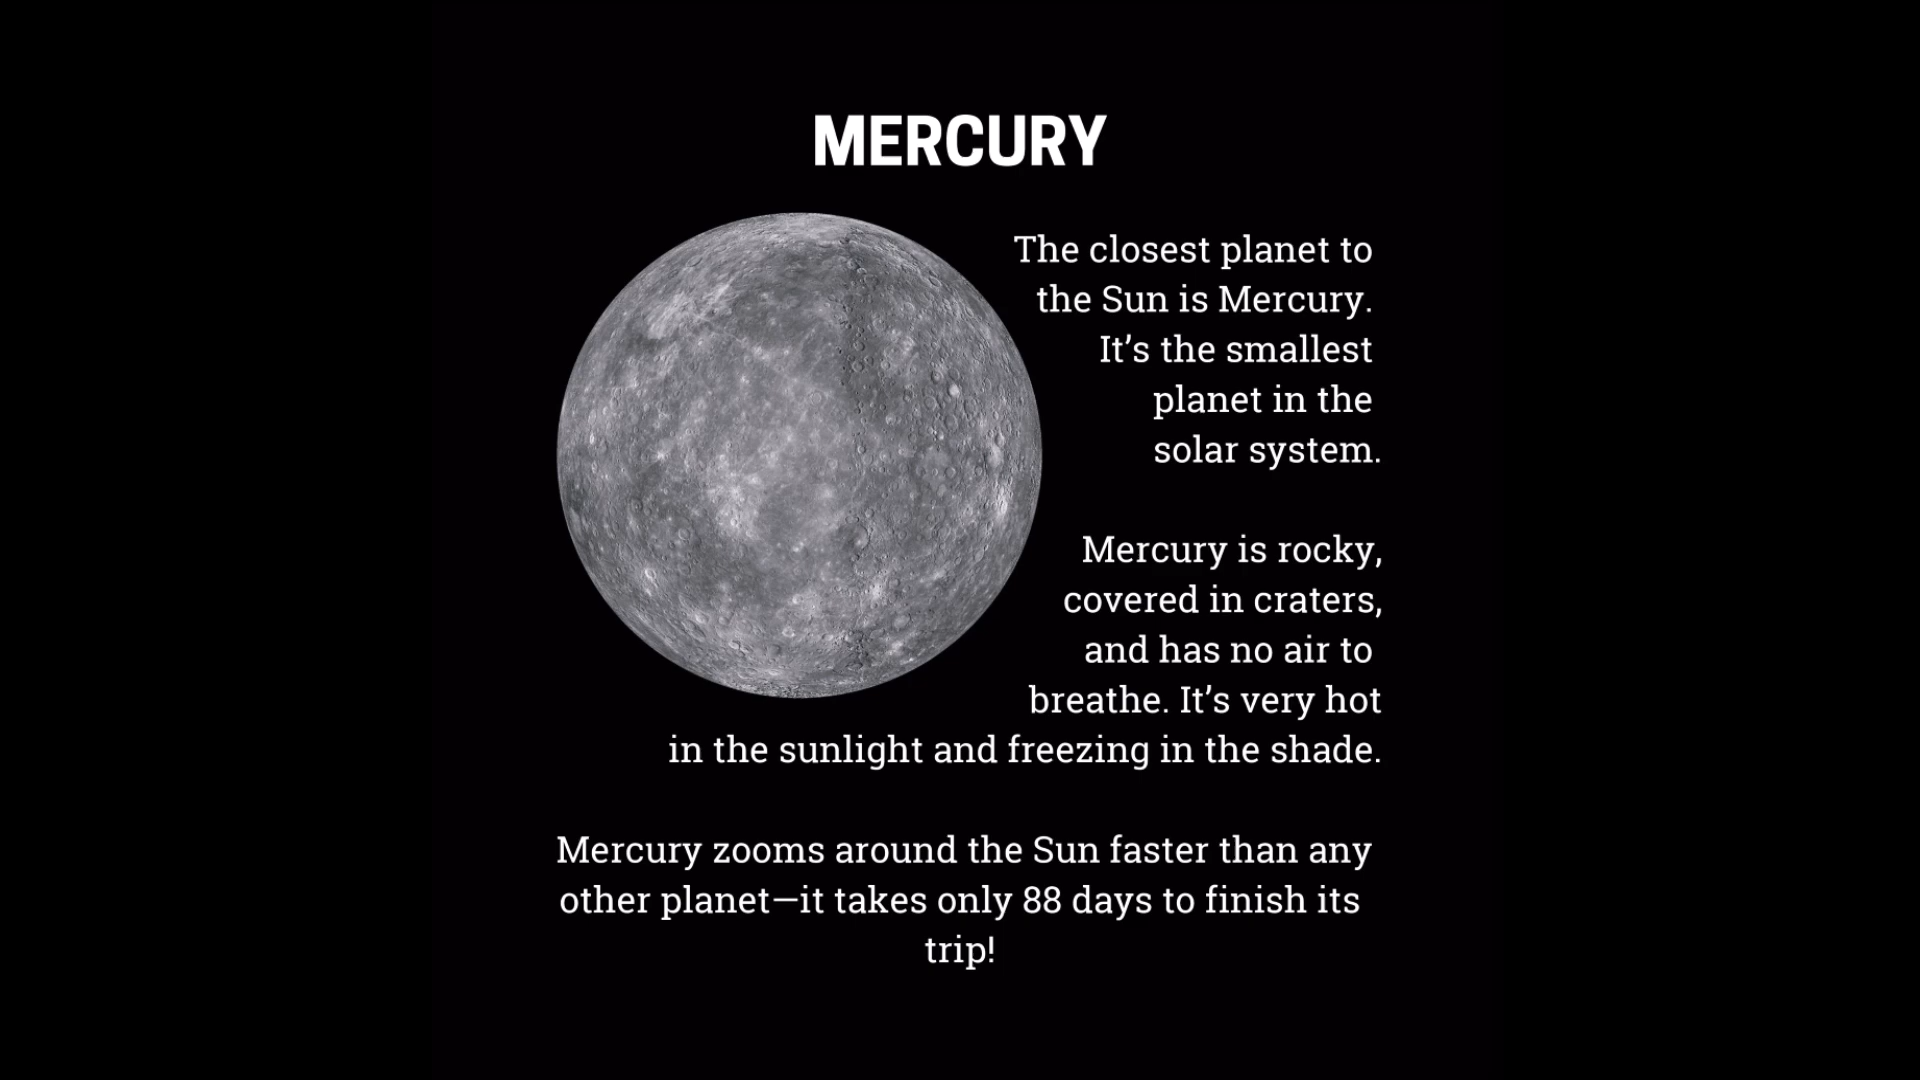 MERCURY
The closest planet to
the Sun is Mercury.
It’s the smallest
planet in the
solar system.
Mercury is rocky,
covered in craters,
and has no air to
breathe. It’s very hot
in the sunlight and freezing in the shade.
Mercury zooms around the Sun faster than any
other planet—it takes only 88 days to finish its
trip!